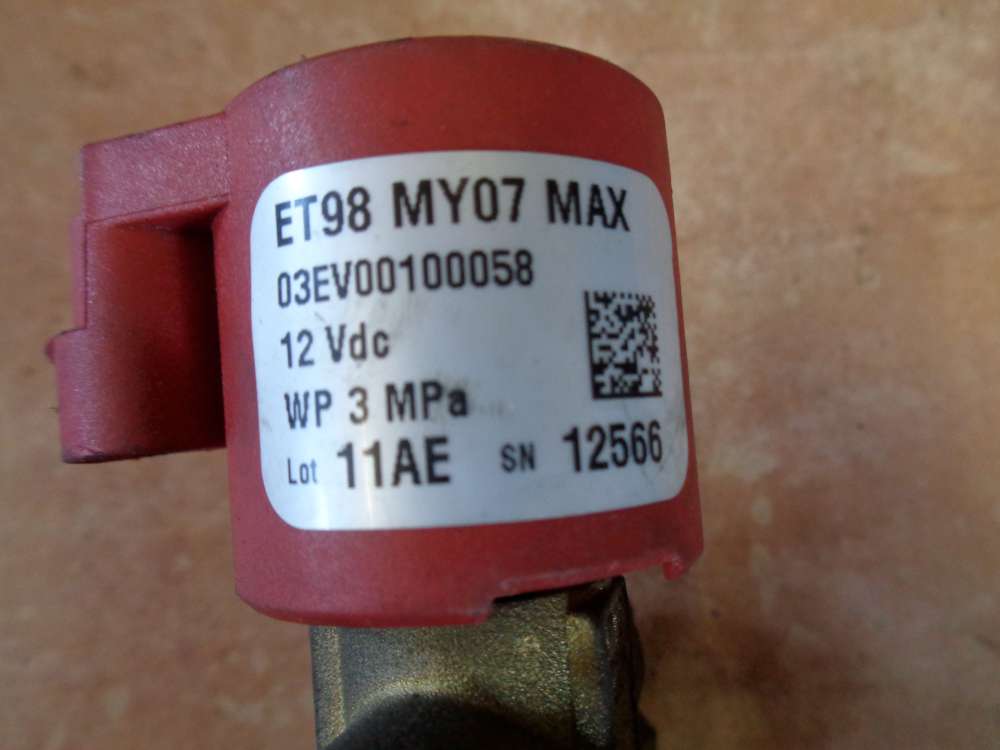 ET98 MY07 MAX
03EV00100058
12 Vdc
WP 3 MPa
Lot 11AE SN 12566